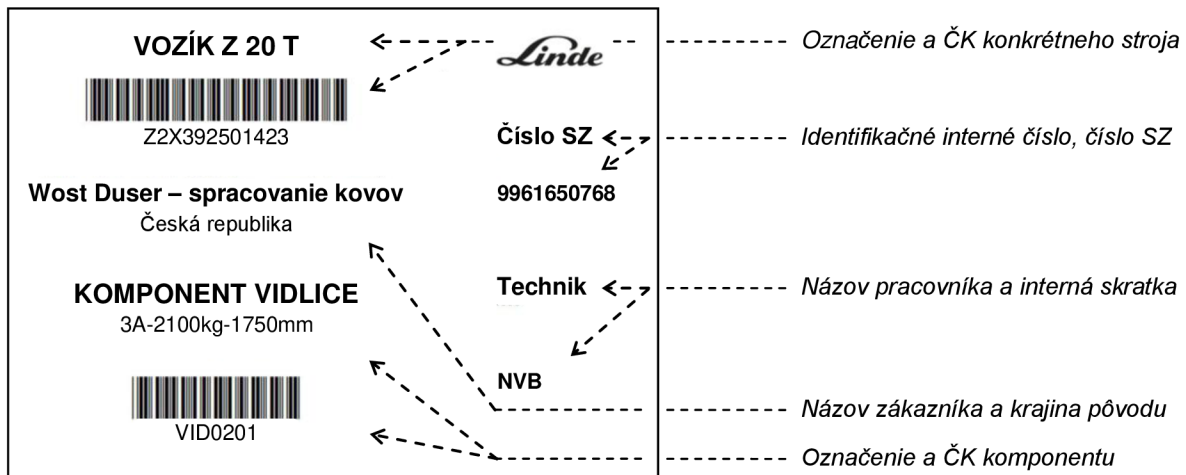 VOZÍK Z 20 T
Linde
Označenie a ČK konkrétneho stroja
Z2X392501423
Číslo SZ
Identifikačné interné číslo, číslo SZ
Wost Duser – spracovanie kovov
9961650768
Česká republika
KOMPONENT VIDLICE
Technik
Názov pracovníka a interná skratka
3A-2100kg-1750mm
NVB
Názov zákazníka a krajina pôvodu
VID0201
Označenie a ČK komponentu